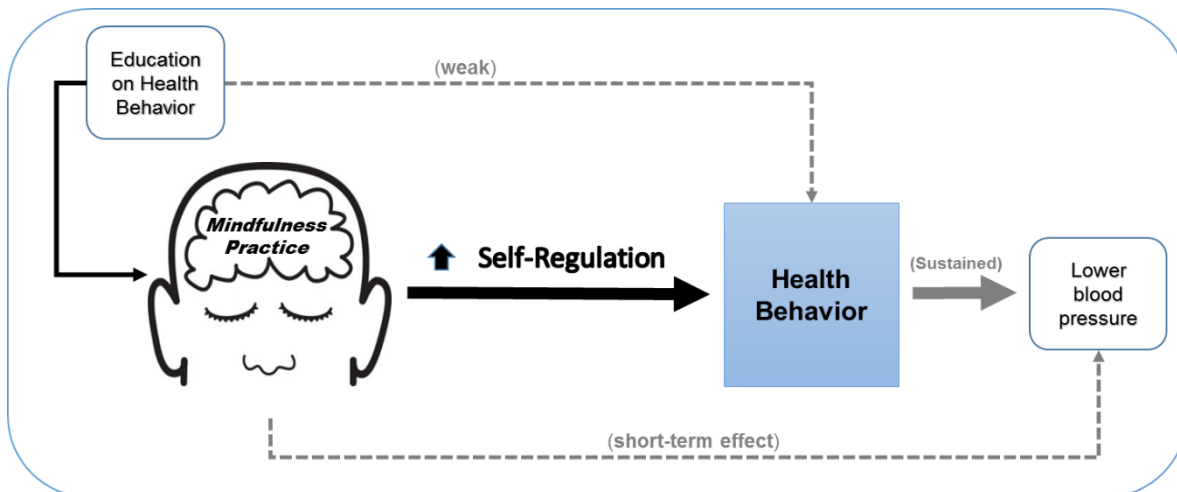 Education
on Health
Behavior
(weak)
Mindfulness
Practice
Self-Regulation
Health
Behavior
(Sustained)
Lower
blood
pressure
(short-term effect)